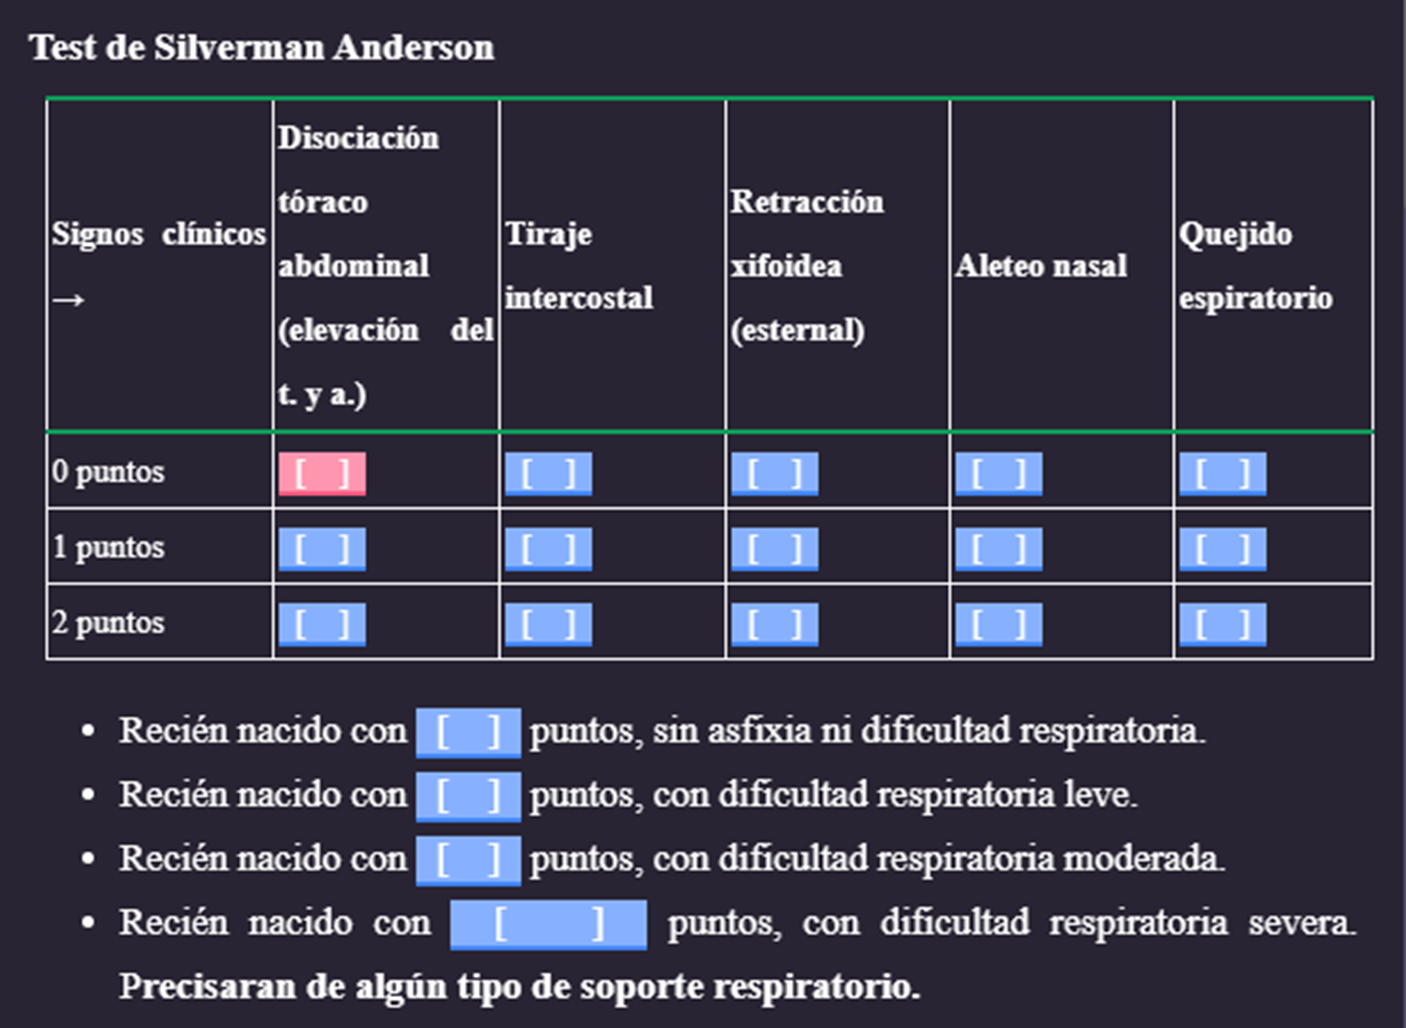 Test de Silverman Anderson
Signos clínicos →
Disociación tóraco abdominal (elevación del t. y a.)
Tiraje intercostal
Retracción xifoidea (esternal)
Aleteo nasal
Quejido espiratorio
0 puntos [ ] [ ] [ ] [ ] [ ]
1 puntos [ ] [ ] [ ] [ ] [ ]
2 puntos [ ] [ ] [ ] [ ] [ ]
• Recién nacido con [ ] puntos, sin asfixia ni dificultad respiratoria.
• Recién nacido con [ ] puntos, con dificultad respiratoria leve.
• Recién nacido con [ ] puntos, con dificultad respiratoria moderada.
• Recién nacido con [ ] puntos, con dificultad respiratoria severa.
Precisaran de algún tipo de soporte respiratorio.